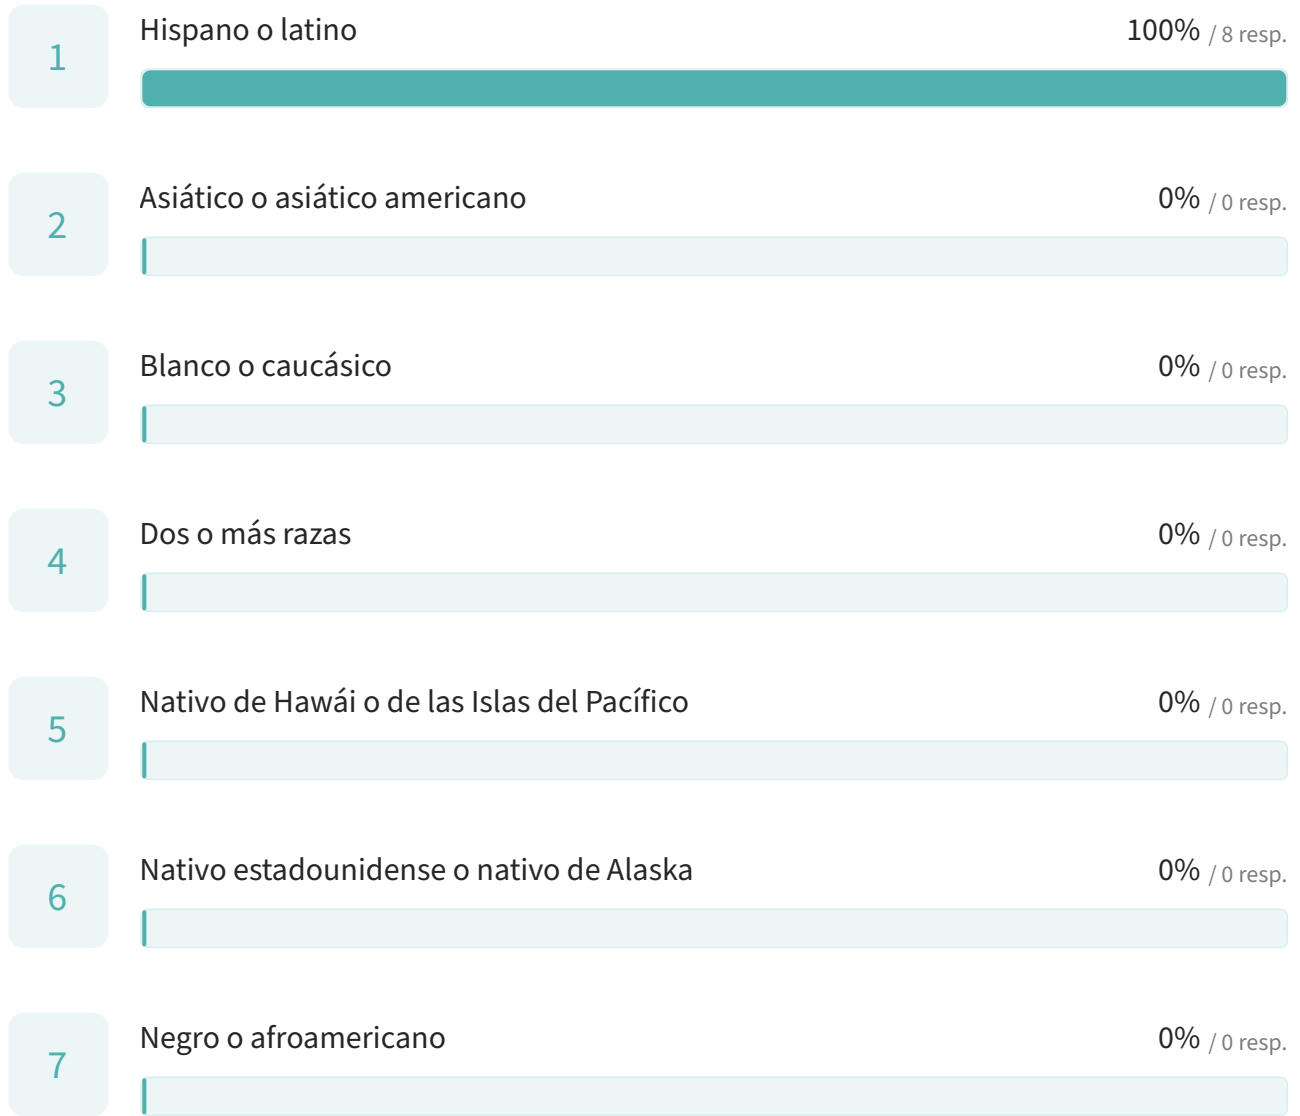 1
Hispano o latino 100% / 8 resp.
2
Asiático o asiático americano 0% / 0 resp.
3
Blanco o caucásico 0% / 0 resp.
4
Dos o más razas 0% / 0 resp.
5
Nativo de Hawái o de las Islas del Pacífico 0% / 0 resp.
6
Nativo estadounidense o nativo de Alaska 0% / 0 resp.
7
Negro o afroamericano 0% / 0 resp.